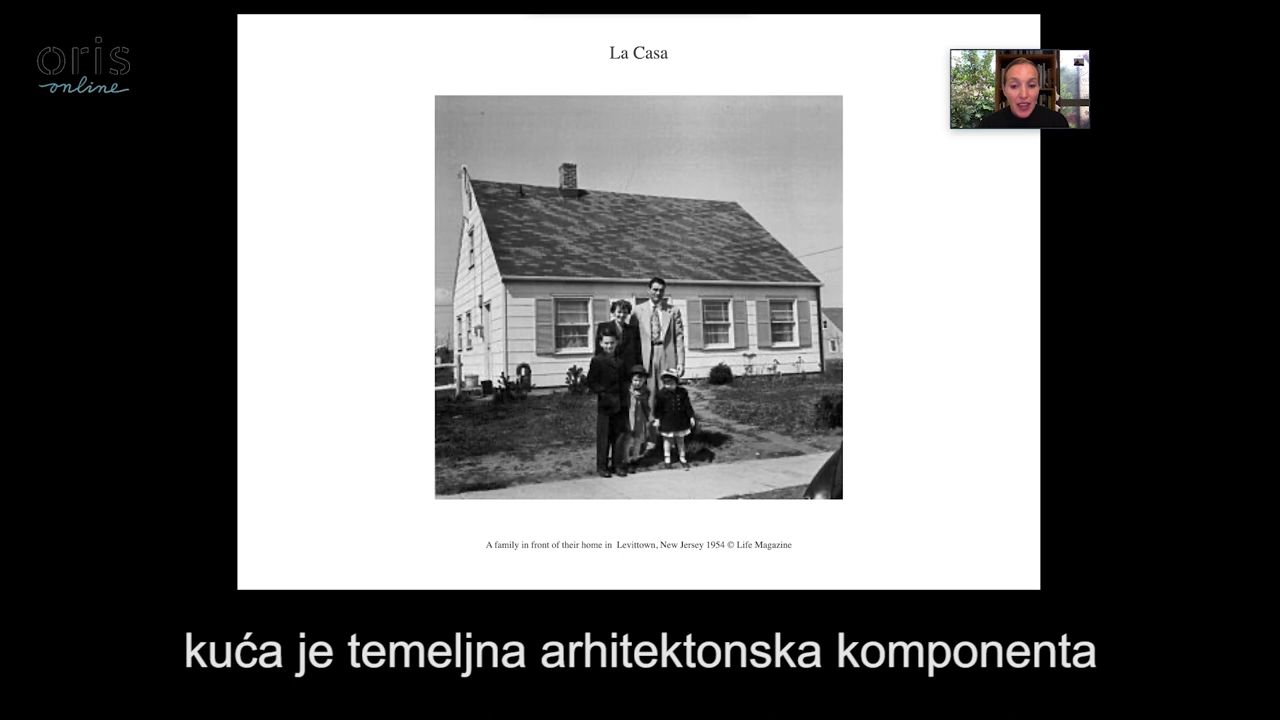 oris
online
La Casa
A family in front of their home in Levittown, New Jersey 1954 © Life Magazine
kuća je temeljna arhitektonska komponenta